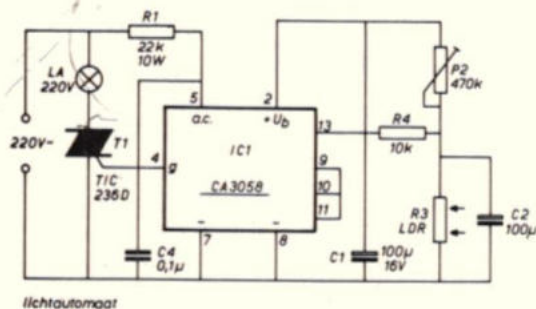 R1
22k
10W
LA
220V
220V~
T1
TIC
236D
5
2
a.c.
+Ub
4
g
IC1
CA3058
13
9
10
11
7
8
–
–
C4
0,1µ
R4
10k
P2
470k
R3
LDR
C1
100µ
16V
C2
100µ
lichtautomaat